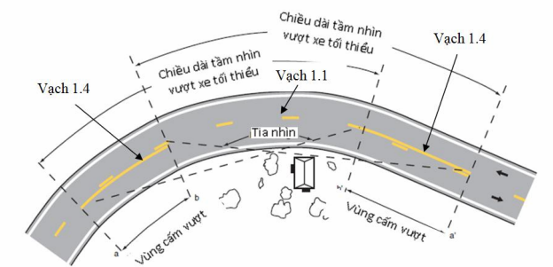 Chiều dài tầm nhìn
vượt xe tối thiểu
Vạch 1.4
Chiều dài tầm nhìn
vượt xe tối thiểu
Vạch 1.4
Vạch 1.1
Tia nhìn
a
Vùng cấm vượt
b
Vùng cấm vượt
a'